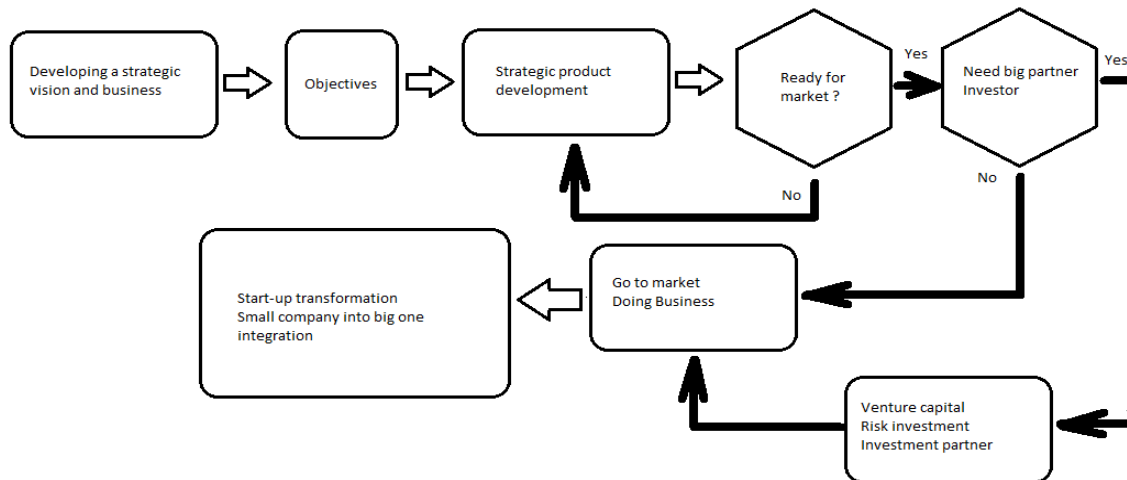 Developing a strategic
vision and business
Objectives
Strategic product
development
Ready for
market ?
Yes
No
Need big partner
Investor
Yes
No
Go to market
Doing Business
Start-up transformation
Small company into big one
integration
Venture capital
Risk investment
Investment partner